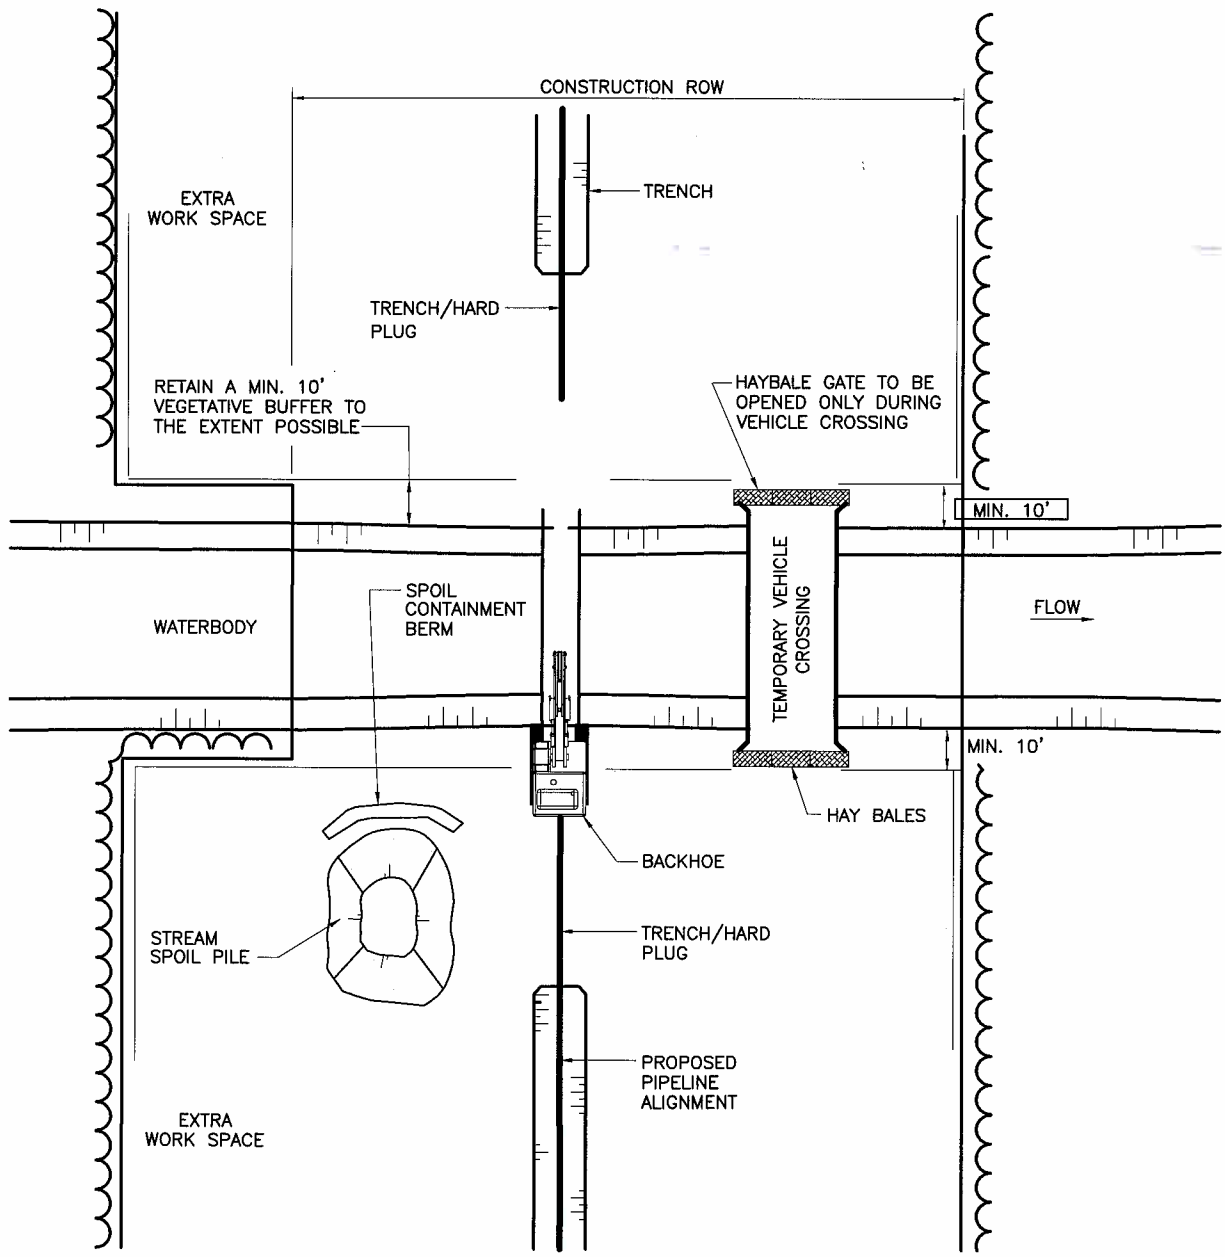 CONSTRUCTION ROW
EXTRA
WORK SPACE
TRENCH
TRENCH/HARD
PLUG
RETAIN A MIN. 10'
VEGETATIVE BUFFER TO
THE EXTENT POSSIBLE
HAYBALE GATE TO BE
OPENED ONLY DURING
VEHICLE CROSSING
MIN. 10'
SPOIL
CONTAINMENT
BERM
WATERBODY
TEMPORARY VEHICLE
CROSSING
FLOW
MIN. 10'
HAY BALES
BACKHOE
STREAM
SPOIL PILE
TRENCH/HARD
PLUG
PROPOSED
PIPELINE
ALIGNMENT
EXTRA
WORK SPACE